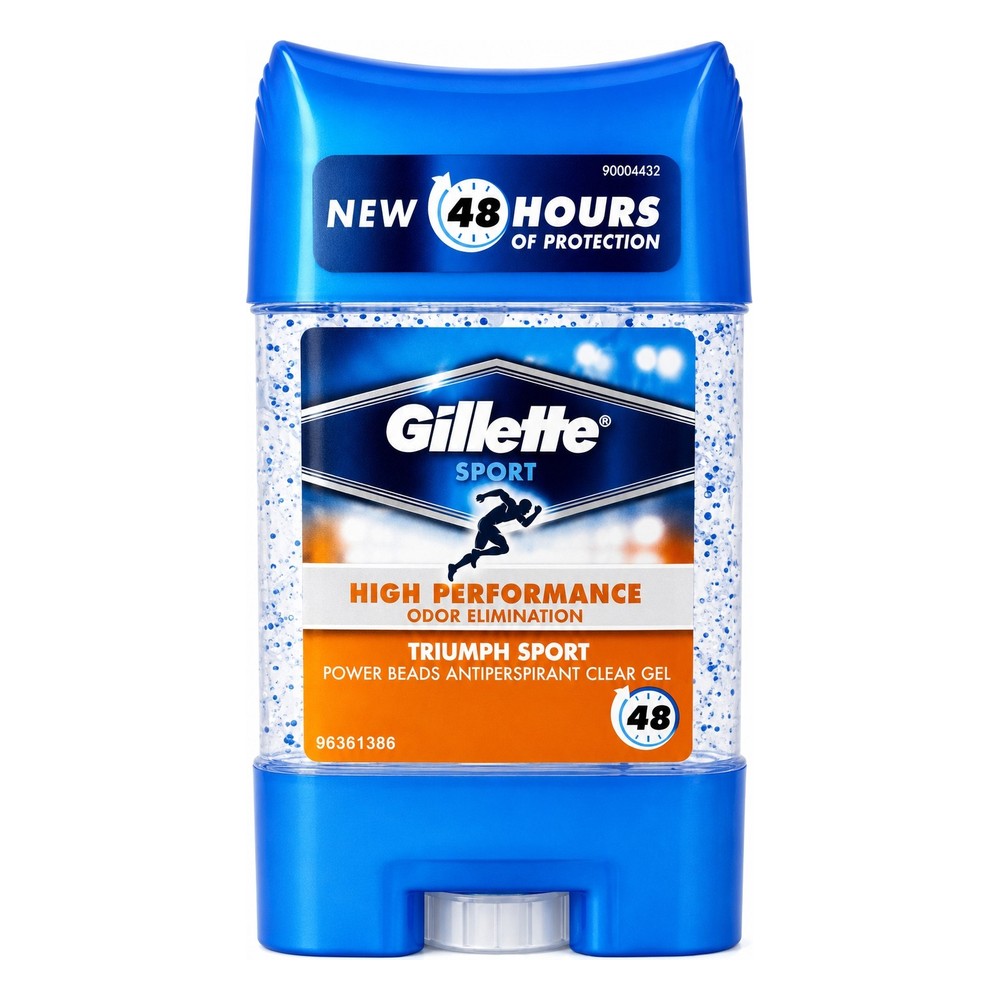 90004432
NEW 48 HOURS
OF PROTECTION
Gillette®
SPORT
HIGH PERFORMANCE
ODOR ELIMINATION
TRIUMPH SPORT
POWER BEADS ANTIPERSPIRANT CLEAR GEL
48
96361386